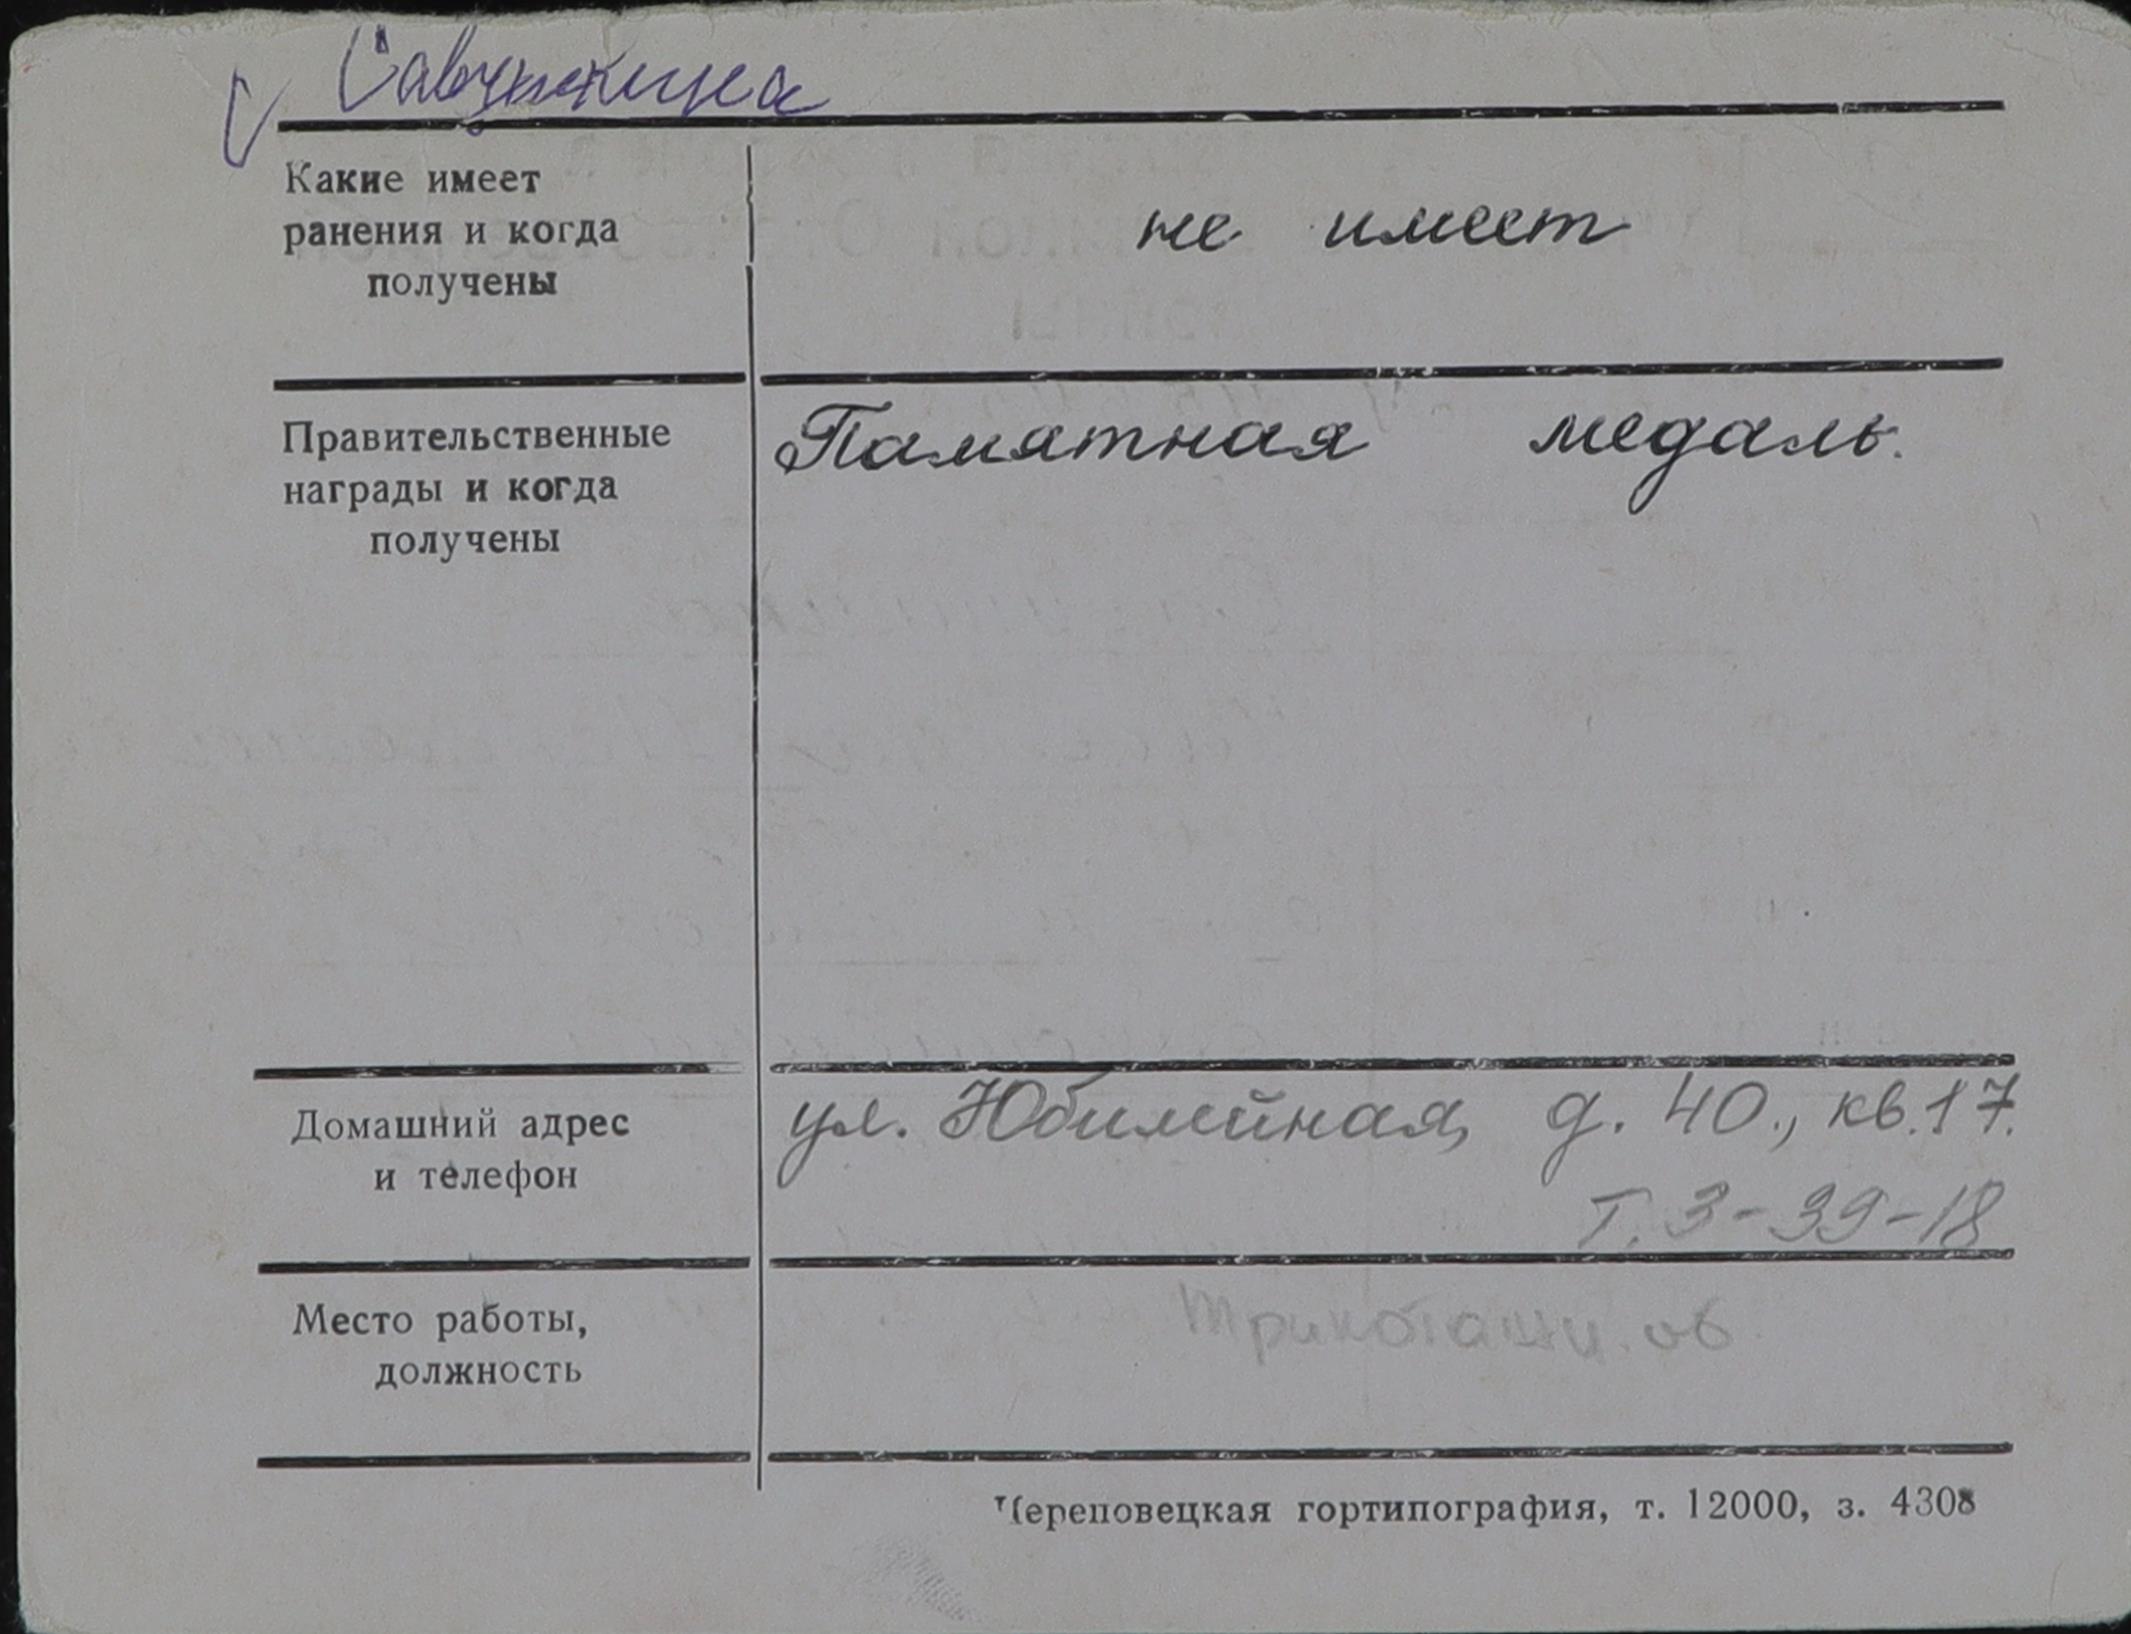 Савушкина
Какие имеет
ранения и когда
получены
не имеет
Правительственные
награды и когда
получены
Памятная медаль.
Домашний адрес
и телефон
ул. Юбилейная, д. 40., кв. 17.
Т. 3-39-18
Место работы,
должность
Череповецкая гортипография, т. 12000, з. 4308